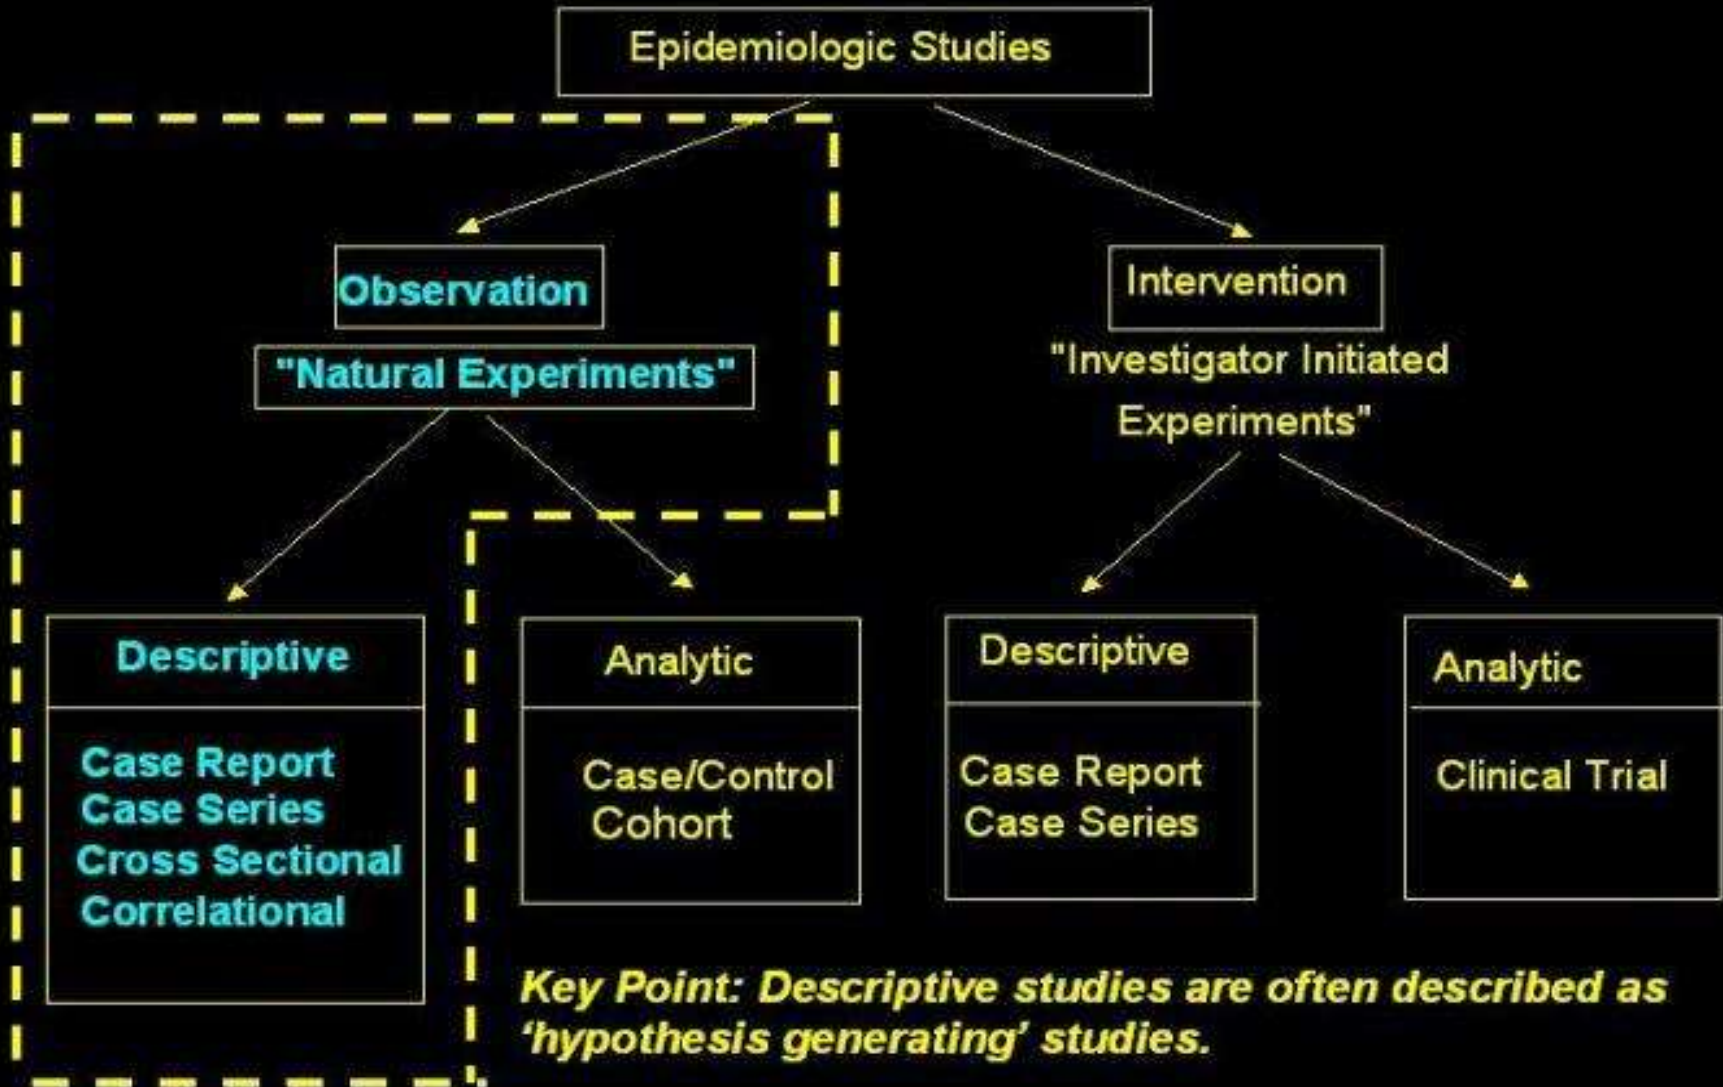 Epidemiologic Studies
Observation
"Natural Experiments"
Intervention
"Investigator Initiated
Experiments"
Descriptive
Case Report
Case Series
Cross Sectional
Correlational
Analytic
Case/Control
Cohort
Descriptive
Case Report
Case Series
Analytic
Clinical Trial
Key Point: Descriptive studies are often described as
‘hypothesis generating’ studies.